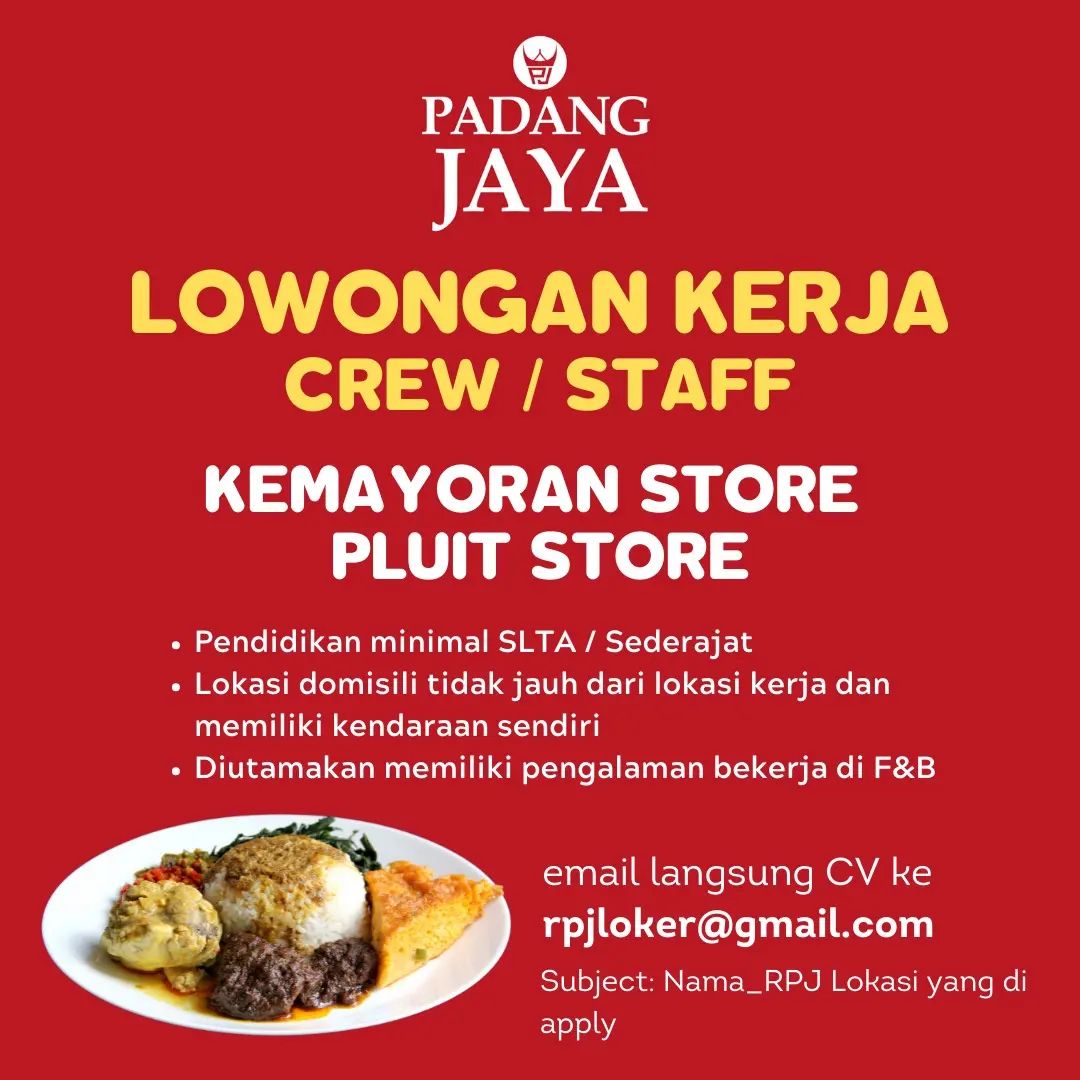 PJ
PADANG
JAYA
LOWONGAN KERJA
CREW / STAFF
KEMAYORAN STORE
PLUIT STORE
• Pendidikan minimal SLTA / Sederajat
• Lokasi domisili tidak jauh dari lokasi kerja dan
memiliki kendaraan sendiri
• Diutamakan memiliki pengalaman bekerja di F&B
email langsung CV ke
rpjloker@gmail.com
Subject: Nama_RPJ Lokasi yang di
apply